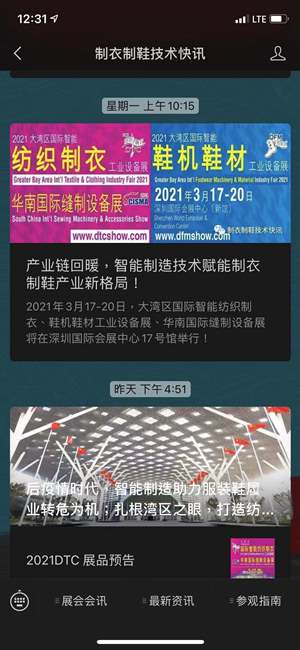 12:31
LTE
制衣制鞋技术快讯
星期一 上午 10:15
2021 大湾区国际智能
纺织制衣
工业设备展
Greater Bay Area Int'l Textile & Clothing Industry Fair 2021
华南国际缝制设备展
CISMA
South China Int'l Sewing Machinery & Accessories Show
www.dtcshow.com
2021 大湾区国际智能
鞋机鞋材
工业设备展
Greater Bay Area Int'l Footwear Machinery & Material Industry Fair 2021
2021年3月17-20日
深圳国际会展中心（新馆）
Shenzhen World Exhibition &
Convention Center
www.dfmshow.com
制衣制鞋技术快讯
产业链回暖，智能制造技术赋能制衣
制鞋产业新格局！
2021年3月17-20日，大湾区国际智能纺织制
衣、鞋机鞋材工业设备展、华南国际缝制设备展
将在深圳国际会展中心17号馆举行！
昨天 下午 4:51
后疫情时代，智能制造助力服装鞋履
业转危为机；扎根湾区之眼，打造纺...
2021DTC 展品预告
展会会讯
最新资讯
参观指南